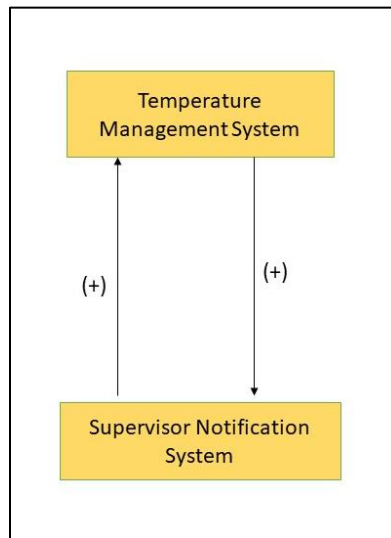 Temperature
Management System
(+)
(+)
Supervisor Notification
System